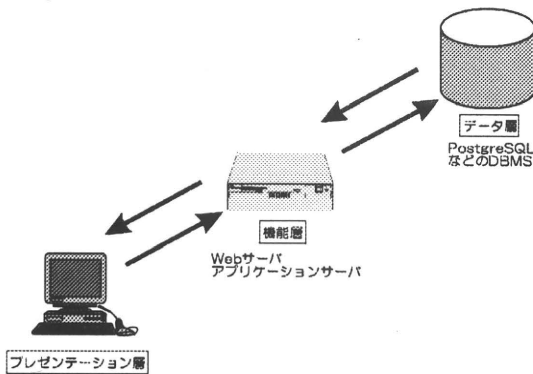 データ層
PostgreSQL
などのDBMS
機能層
Webサーバ
アプリケーションサーバ
プレゼンテーション層